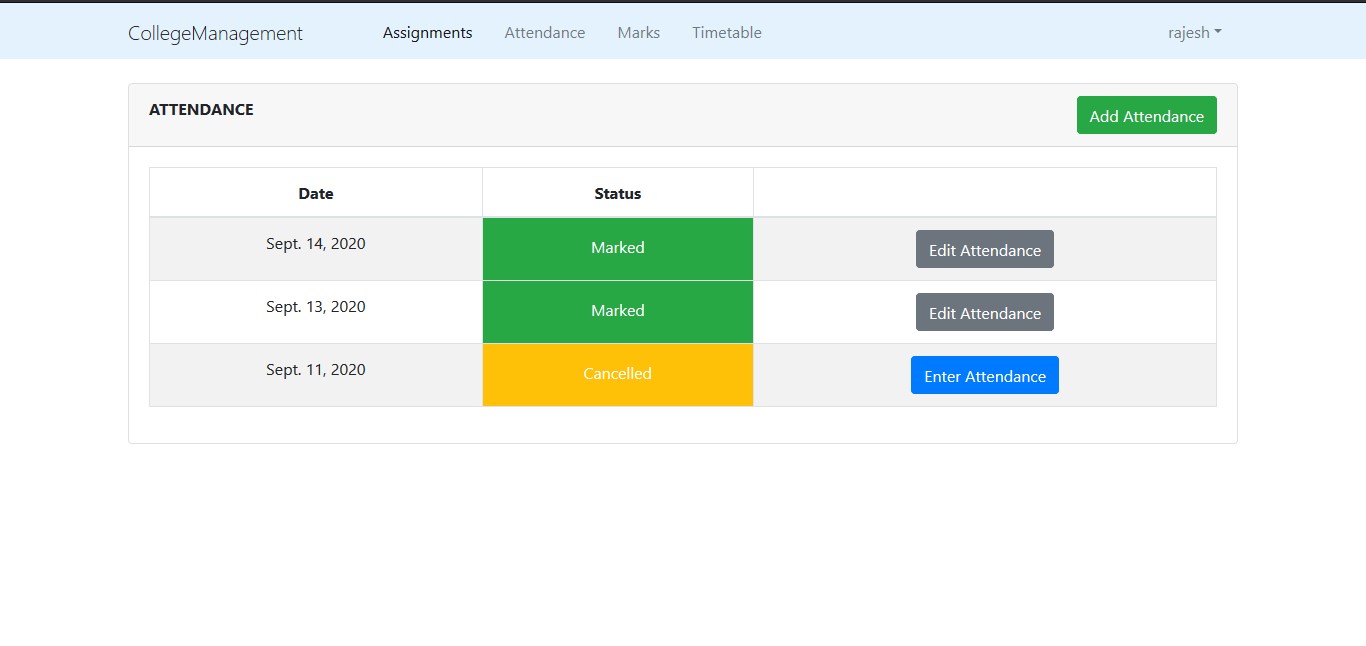 CollegeManagement Assignments Attendance Marks Timetable rajesh
ATTENDANCE Add Attendance
Date Status
Sept. 14, 2020 Marked Edit Attendance
Sept. 13, 2020 Marked Edit Attendance
Sept. 11, 2020 Cancelled Enter Attendance